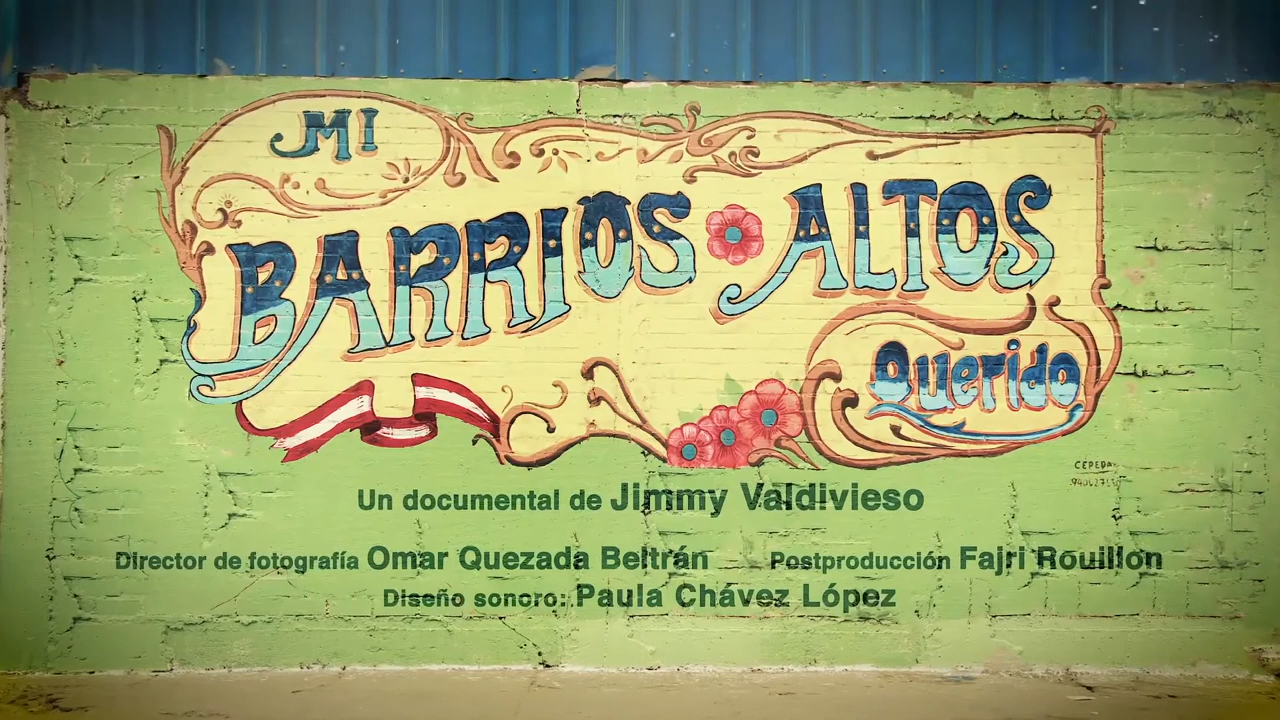 MI
BARRIOS ALTOS
Querido
CEPEDA
Un documental de Jimmy Valdivieso
Director de fotografía Omar Quezada Beltrán Postproducción Fajri Rouillon
Diseño sonoro: Paula Chávez López